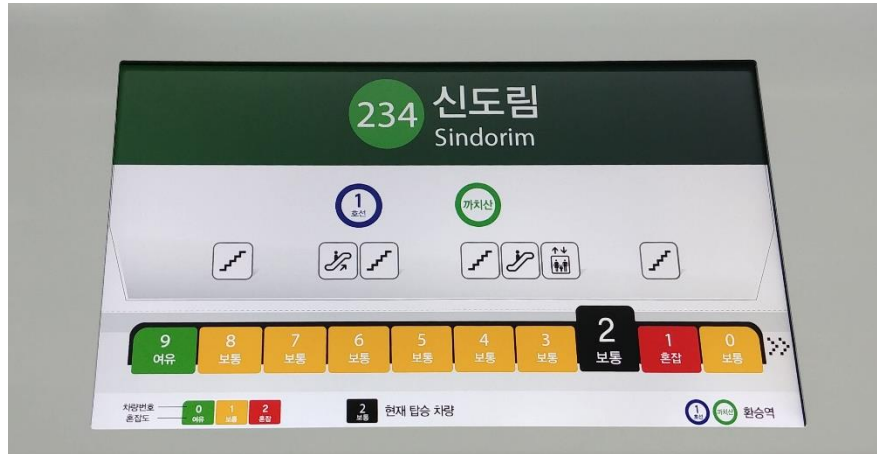 234 신도림
Sindorim
1
호선
까치산
9 8 7 6 5 4 3 2 1 0
여유 보통 보통 보통 보통 보통 보통 보통 혼잡 보통
차량번호 0 1 2
혼잡도 여유 보통 혼잡
2
보통
현재 탑승 차량
1
호선
까치산
환승역